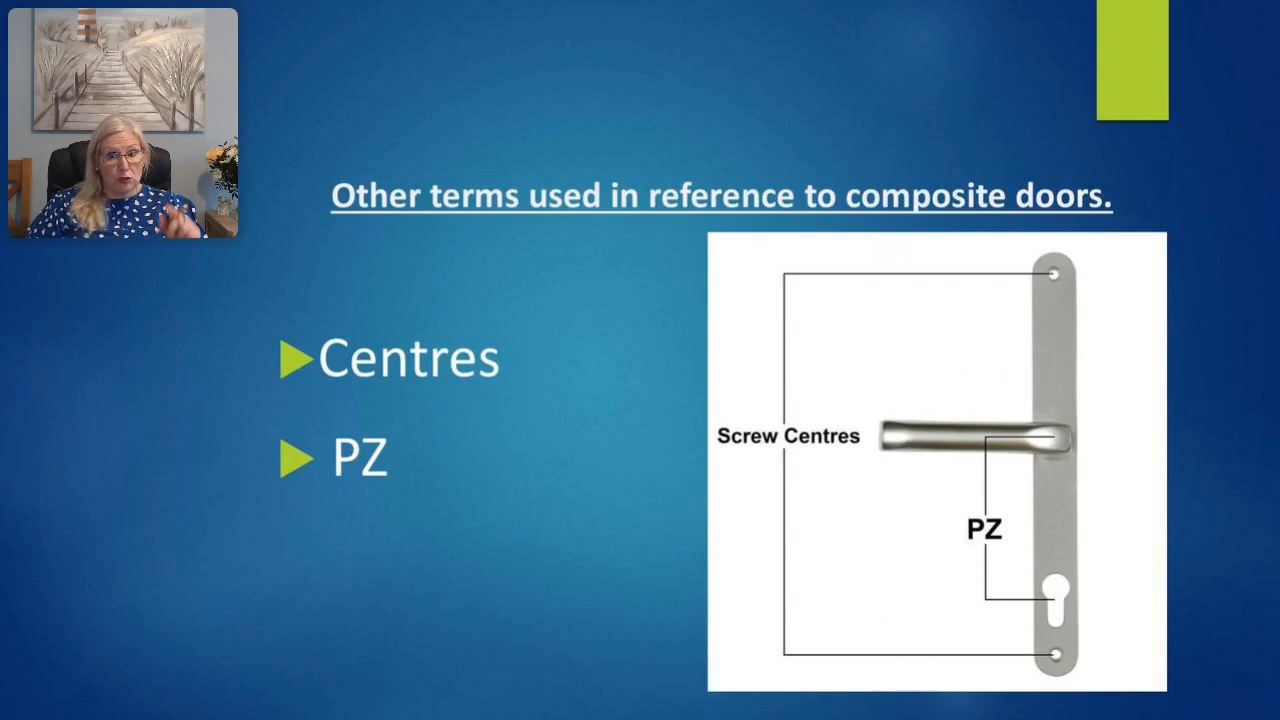 Other terms used in reference to composite doors.
Centres
PZ
Screw Centres
PZ